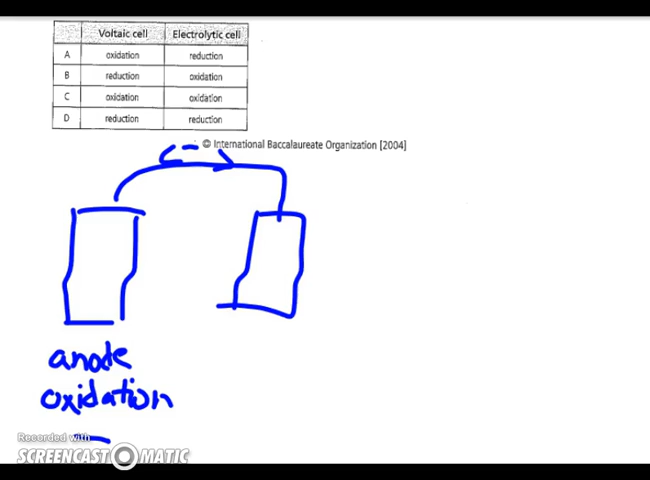 Voltaic cell Electrolytic cell
A oxidation reduction
B reduction oxidation
C oxidation oxidation
D reduction reduction
© International Baccalaureate Organization [2004]
anode
oxidation
Recorded with
SCREENCAST MATIC